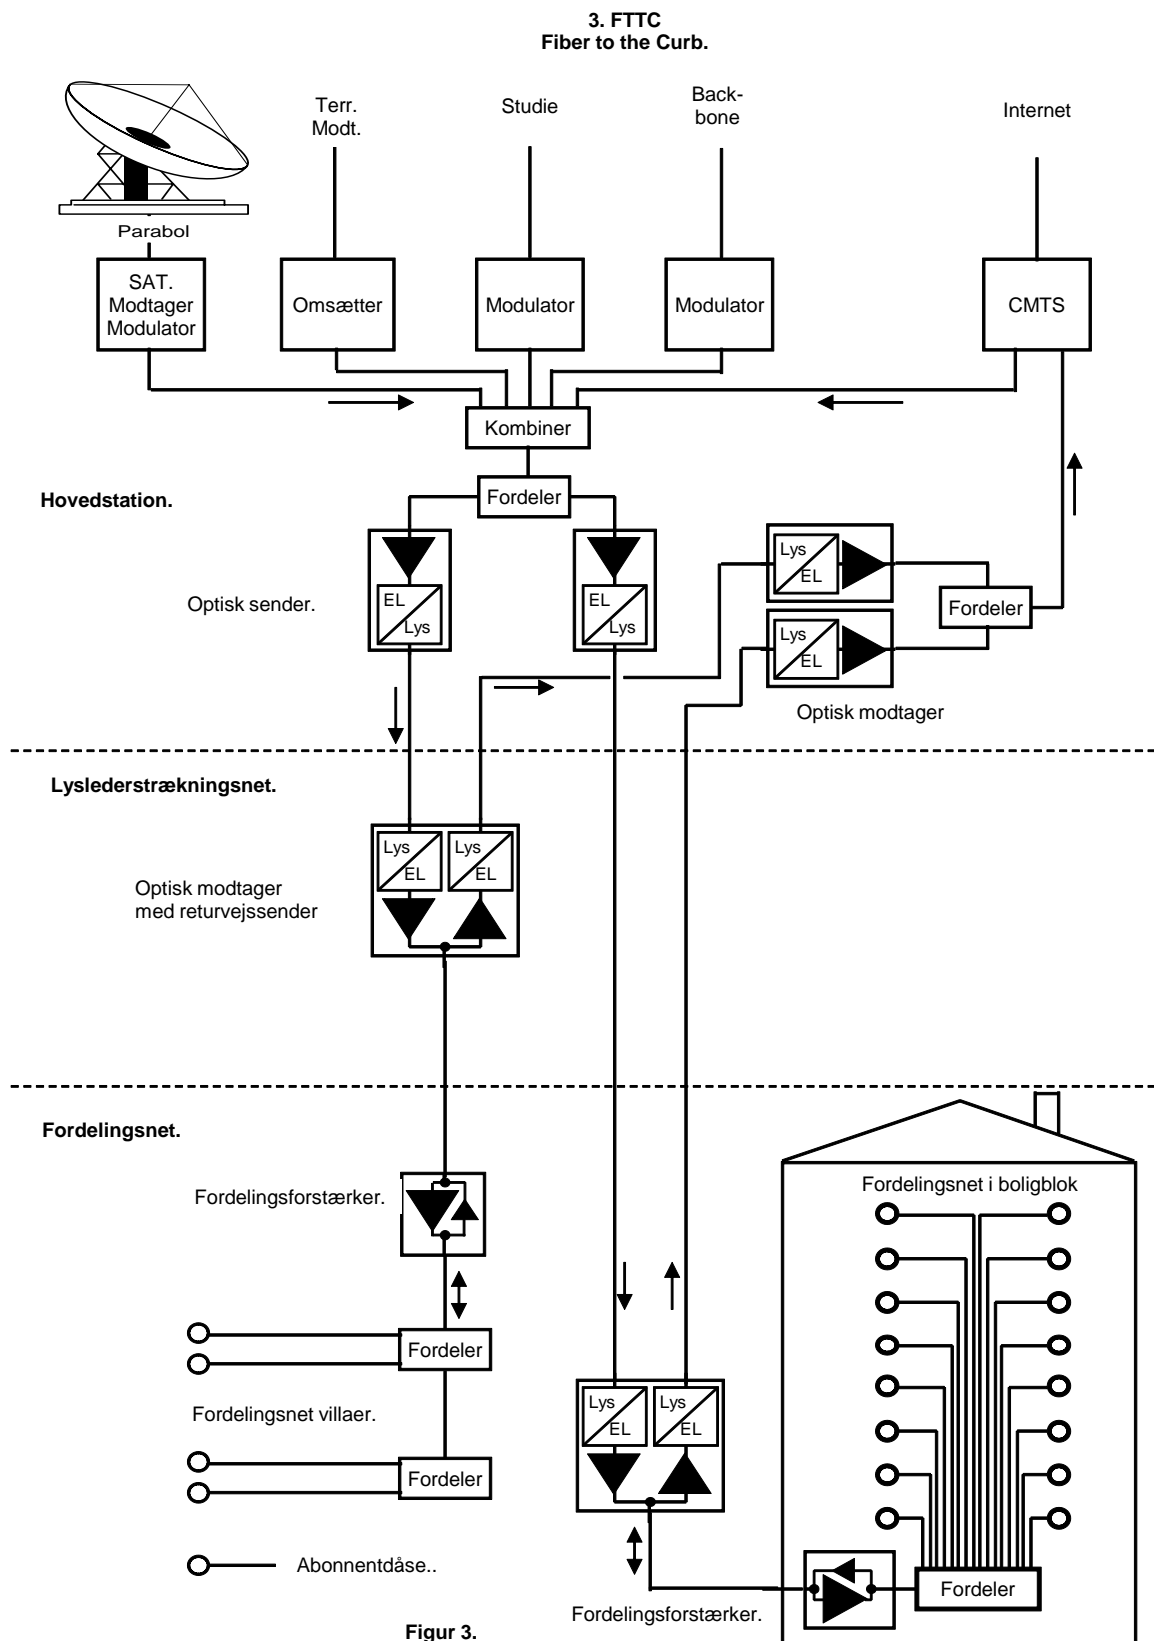 3. FTTC
Fiber to the Curb.
Terr.
Modt.
Studie
Back-
bone
Internet
Parabol
SAT.
Modtager
Modulator
Omsætter
Modulator
Modulator
CMTS
Kombiner
Fordeler
Hovedstation.
Optisk sender.
EL
Lys
EL
Lys
Lys
EL
Lys
EL
Fordeler
Optisk modtager
Lyslederstrækningsnet.
Lys
EL
Lys
EL
Optisk modtager
med returvejssender
Fordelingsnet.
Fordelingsforstærker.
Fordelingsnet i boligblok
Fordeler
Fordelingsnet villaer.
Lys
EL
Lys
EL
Fordeler
Abonnentdåse..
Fordeler
Fordelingsforstærker.
Figur 3.